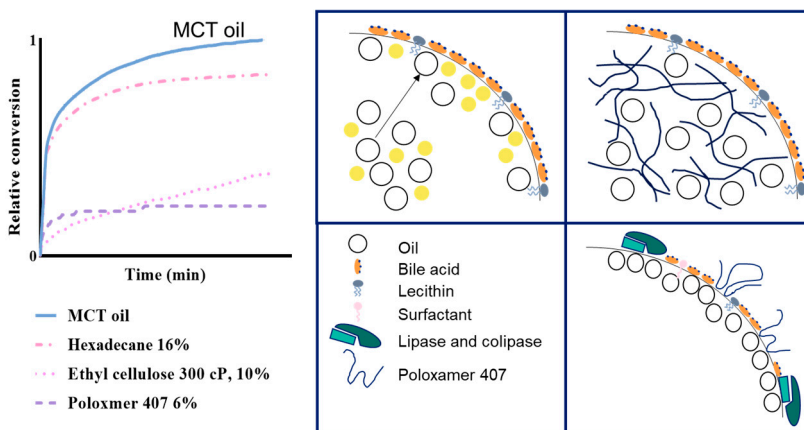 MCT oil
1
Relative conversion
0
Time (min)
MCT oil
Hexadecane 16%
Ethyl cellulose 300 cP, 10%
Poloxmer 407 6%
Oil
Bile acid
Lecithin
Surfactant
Lipase and colipase
Poloxamer 407